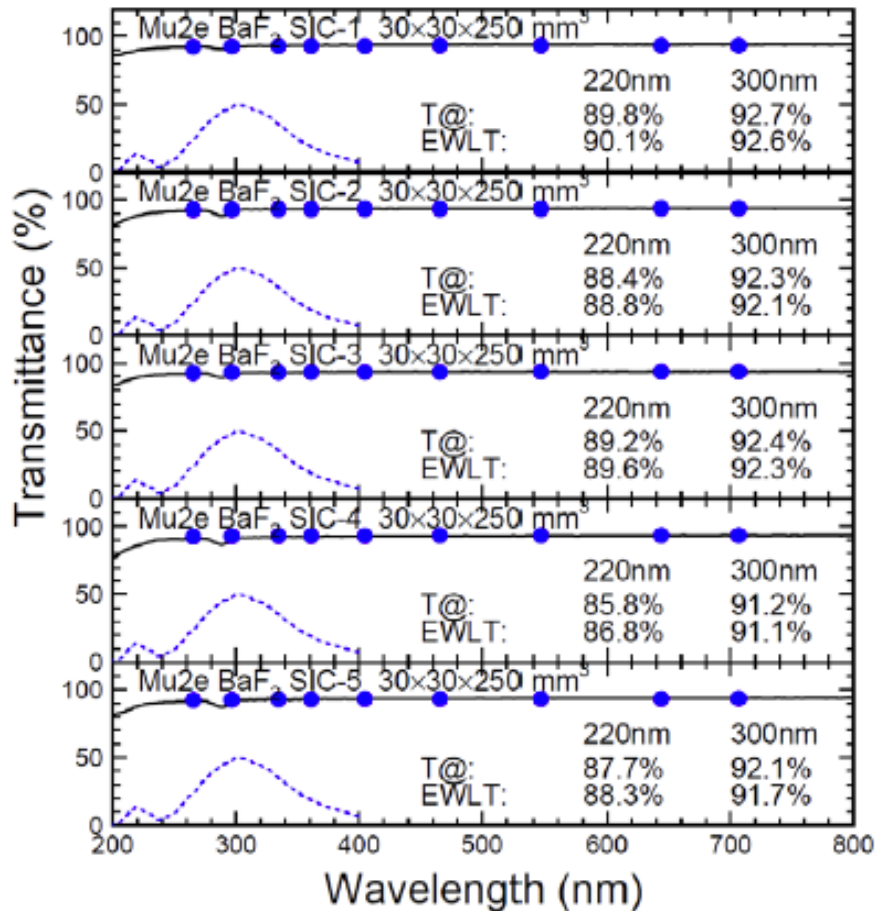 Transmittance (%)
100
50
0
Mu2e BaF₂ SIC-1 30×30×250 mm³
220nm 300nm
T@: 89.8% 92.7%
EWLT: 90.1% 92.6%
100
50
0
Mu2e BaF₂ SIC-2 30×30×250 mm³
220nm 300nm
T@: 88.4% 92.3%
EWLT: 88.8% 92.1%
100
50
0
Mu2e BaF₂ SIC-3 30×30×250 mm³
220nm 300nm
T@: 89.2% 92.4%
EWLT: 89.6% 92.3%
100
50
0
Mu2e BaF₂ SIC-4 30×30×250 mm³
220nm 300nm
T@: 85.8% 91.2%
EWLT: 86.8% 91.1%
100
50
0
Mu2e BaF₂ SIC-5 30×30×250 mm³
220nm 300nm
T@: 87.7% 92.1%
EWLT: 88.3% 91.7%
200 300 400 500 600 700 800
Wavelength (nm)